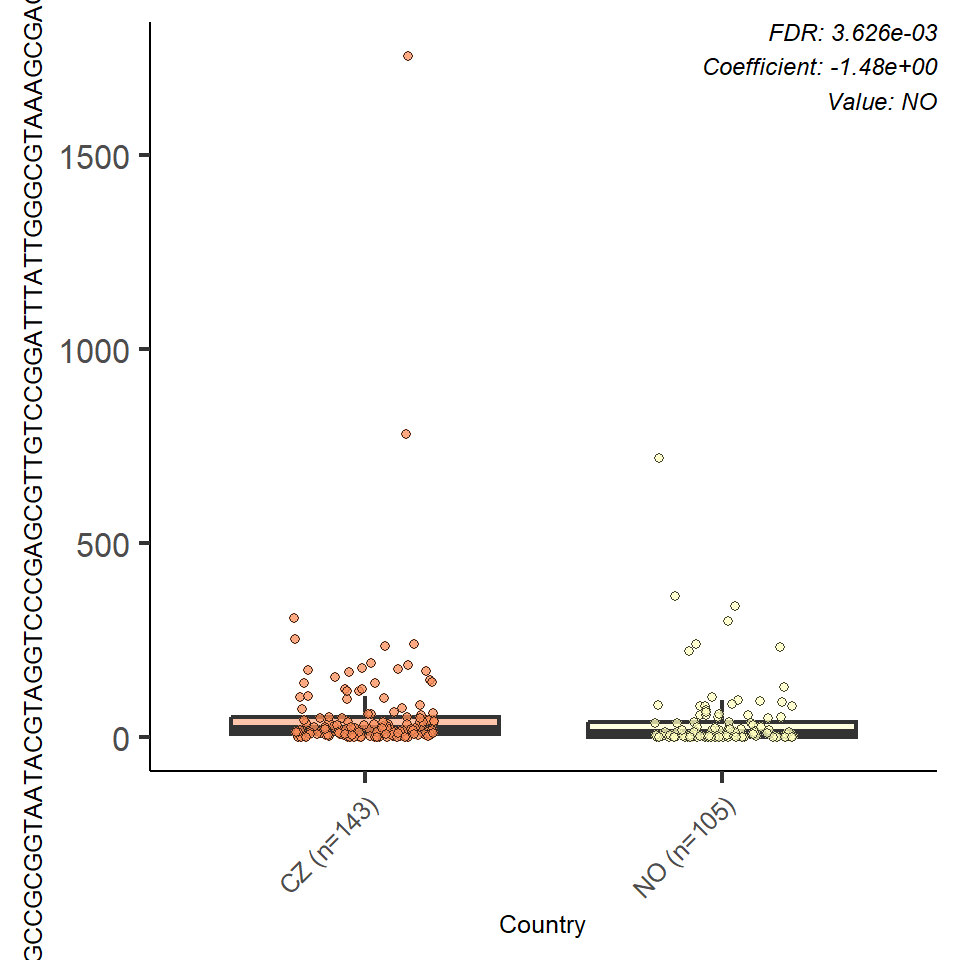 FDR: 3.626e-03
Coefficient: -1.48e+00
Value: NO
GCCGCGGTAATACGTAGGTCCCGAGCGTTGTCCGGATTTATTGGGCGTAAAGCGAG
1500
1000
500
0
CZ (n=143)
NO (n=105)
Country